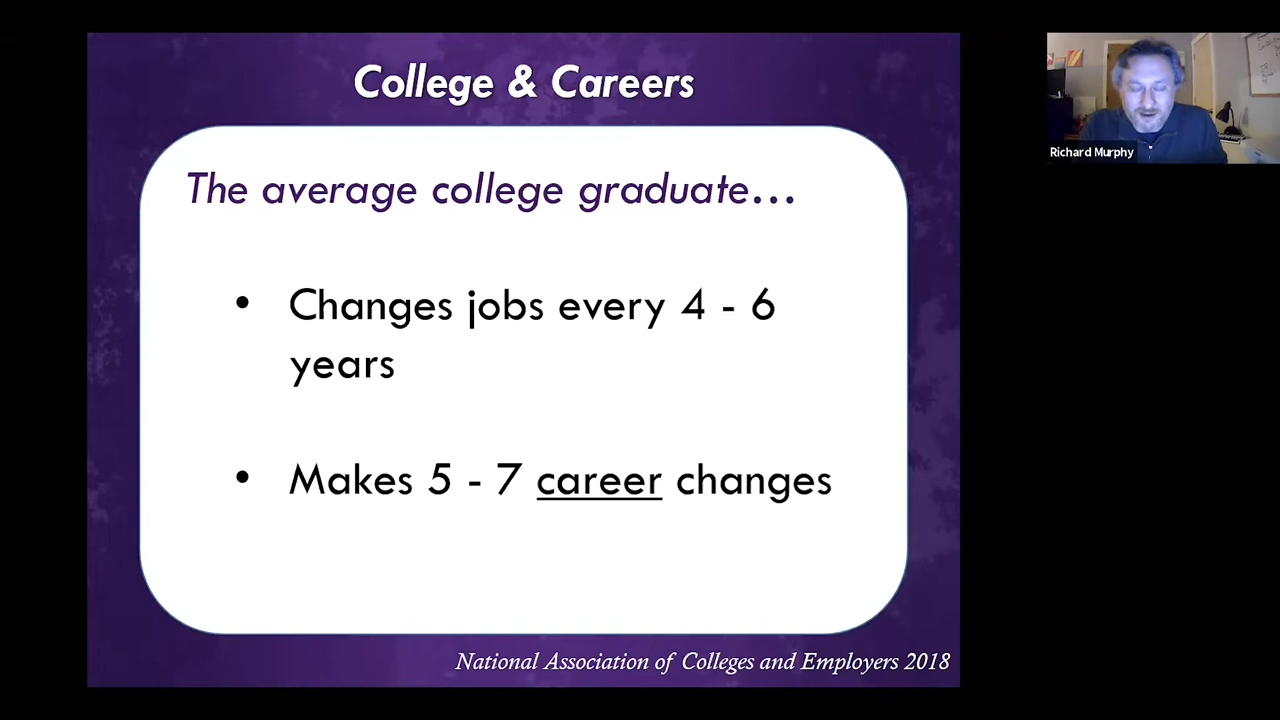 College & Careers
The average college graduate…
• Changes jobs every 4 - 6
years
• Makes 5 - 7 career changes
National Association of Colleges and Employers 2018
Richard Murphy